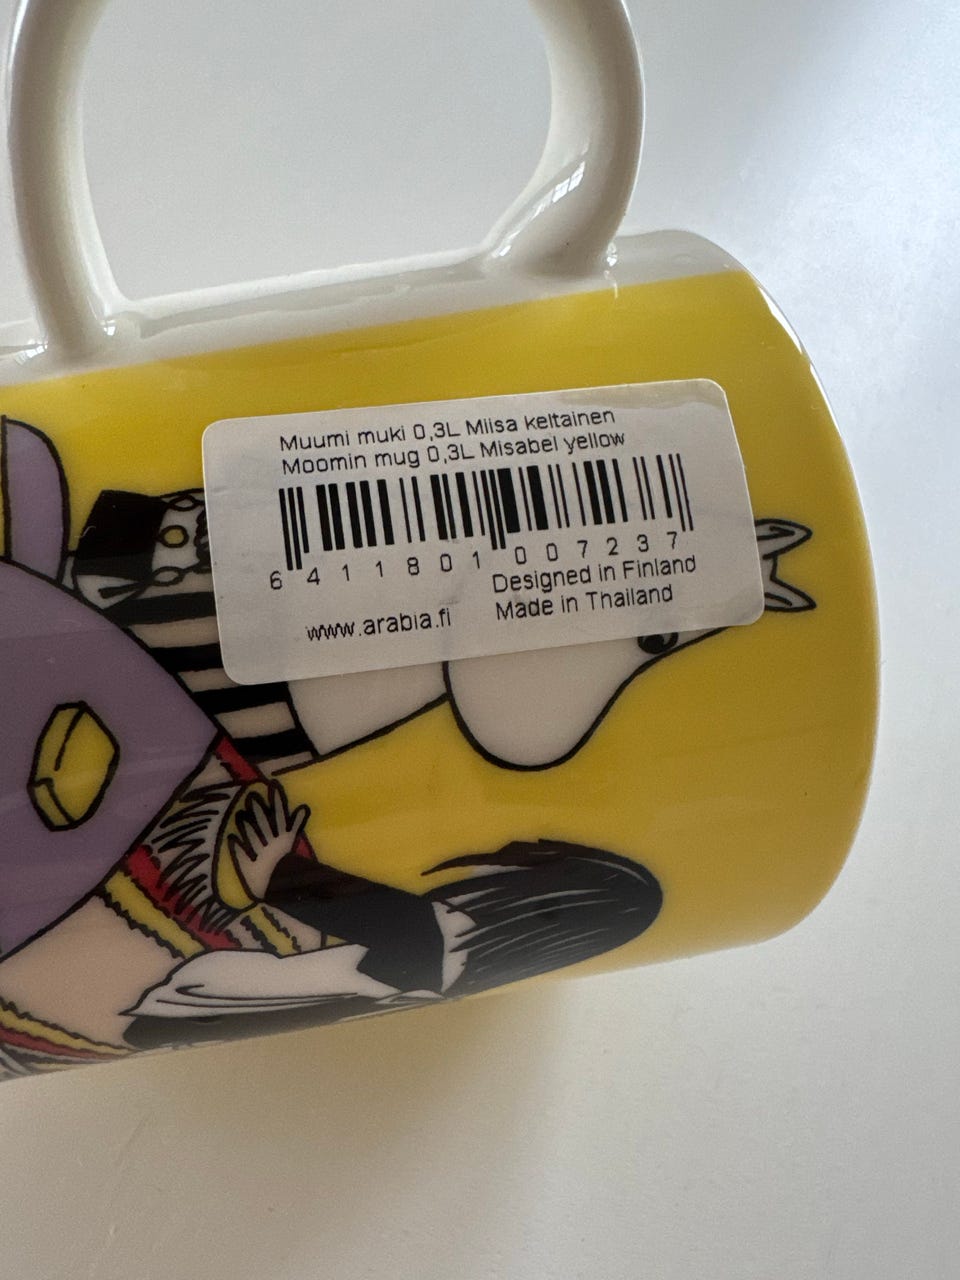 Muumi muki 0,3L Miisa keltainen
Moomin mug 0,3L Misabel yellow
6 411801 007237
Designed in Finland
www.arabia.fi Made in Thailand